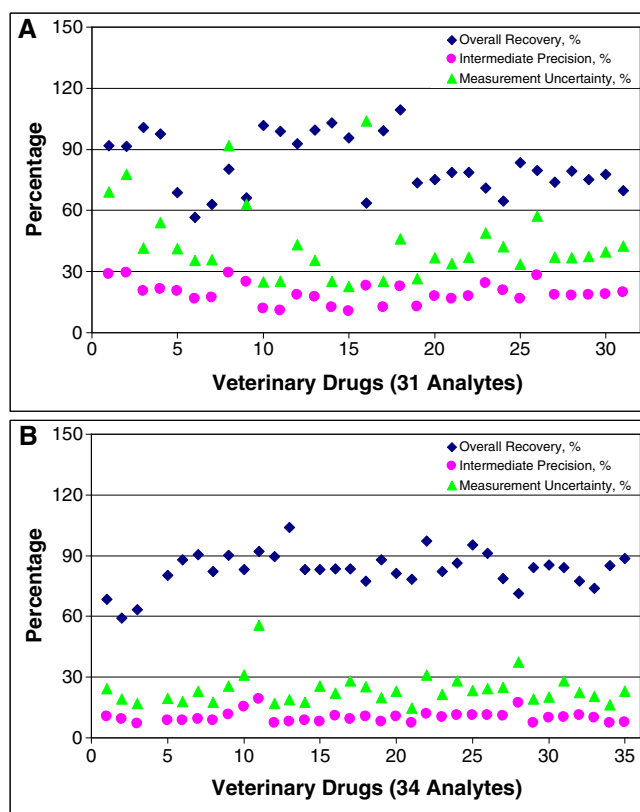 A
150
120
90
60
30
0
Percentage
Overall Recovery, %
Intermediate Precision, %
Measurement Uncertainty, %
0 5 10 15 20 25 30
Veterinary Drugs (31 Analytes)
B
150
120
90
60
30
0
Percentage
Overall Recovery, %
Intermediate Precision, %
Measurement Uncertainty, %
0 5 10 15 20 25 30 35
Veterinary Drugs (34 Analytes)